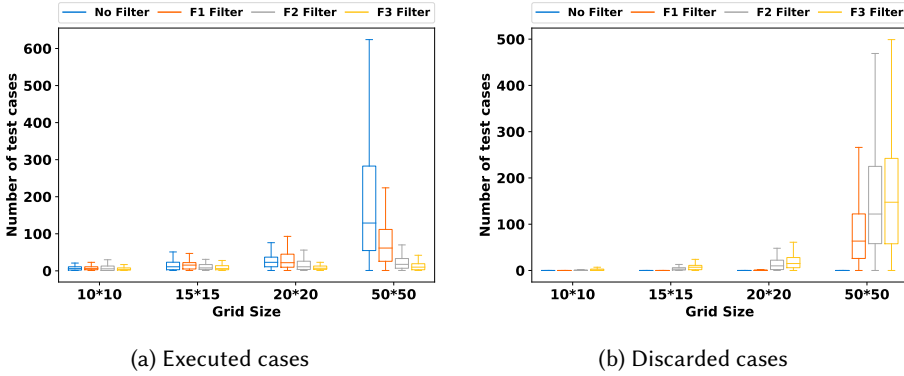 No Filter F1 Filter F2 Filter F3 Filter
600
500
400
300
200
100
0
Number of test cases
10*10 15*15 20*20 50*50
Grid Size
(a) Executed cases
No Filter F1 Filter F2 Filter F3 Filter
500
400
300
200
100
0
Number of test cases
10*10 15*15 20*20 50*50
Grid Size
(b) Discarded cases